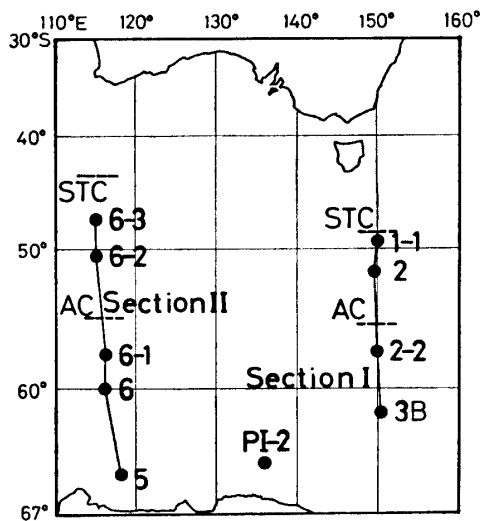 110°E 120° 130° 140° 150° 160°
30°S
40°
STC
6-3
STC
1-1
50°
6-2
2
AC Section II
AC
6-1
2-2
Section I
60°
6
3B
PI-2
5
67°